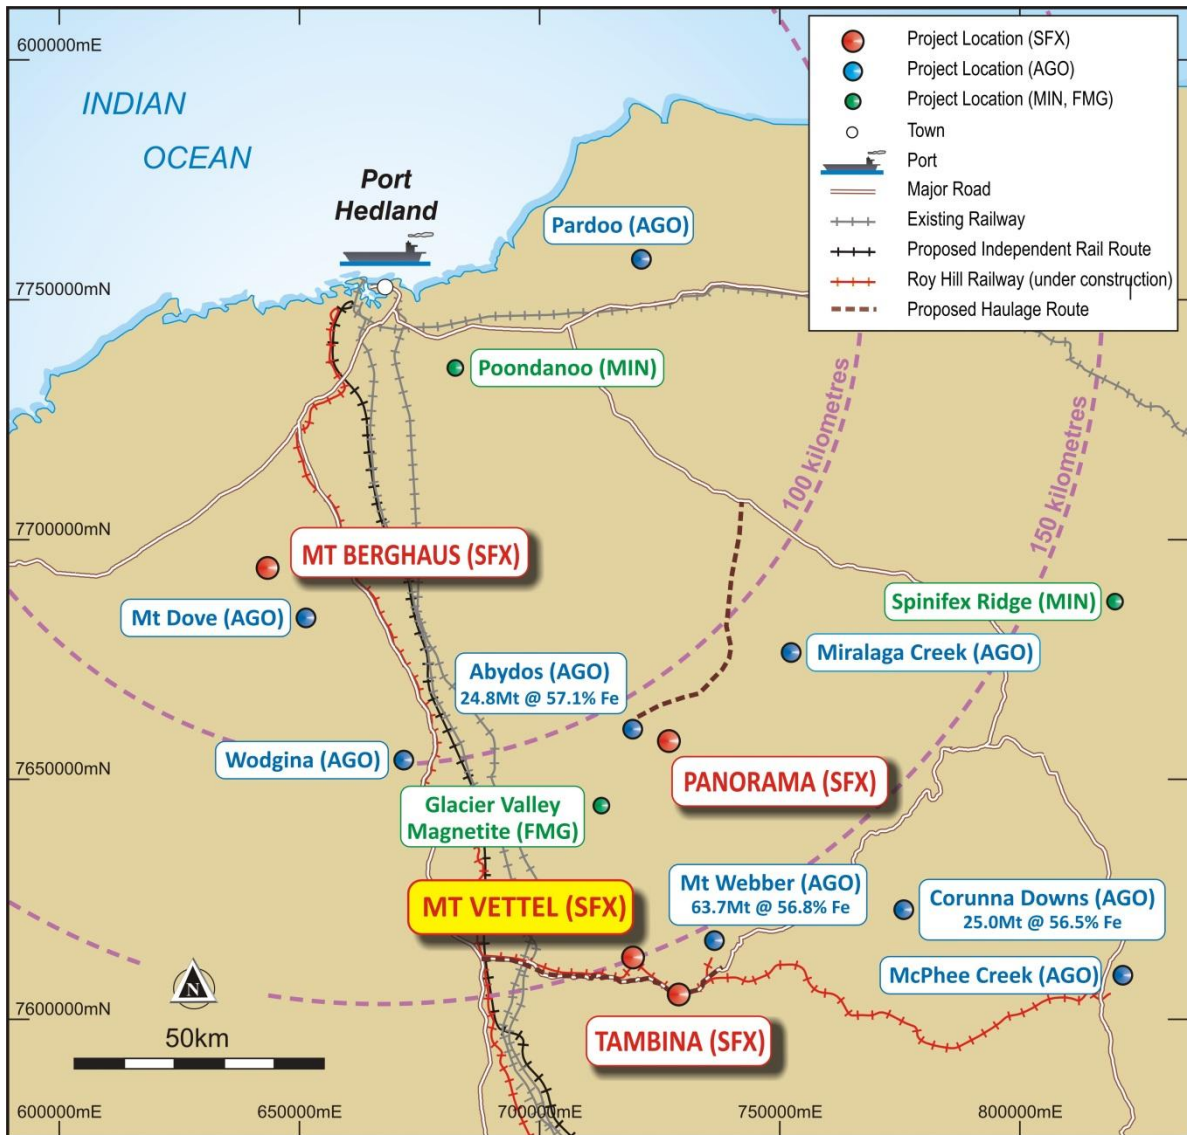 600000mE
INDIAN
OCEAN
Port
Hedland
Pardoo (AGO)
7750000mN
Poondanoo (MIN)
Project Location (SFX)
Project Location (AGO)
Project Location (MIN, FMG)
Town
Port
Major Road
Existing Railway
Proposed Independent Rail Route
Roy Hill Railway (under construction)
Proposed Haulage Route
100 kilometres
150 kilometres
7700000mN
MT BERGHAUS (SFX)
Mt Dove (AGO)
Spinifex Ridge (MIN)
Miralaga Creek (AGO)
Abydos (AGO)
24.8Mt @ 57.1% Fe
Wodgina (AGO)
7650000mN
PANORAMA (SFX)
Glacier Valley
Magnetite (FMG)
MT VETTEL (SFX)
Mt Webber (AGO)
63.7Mt @ 56.8% Fe
Corunna Downs (AGO)
25.0Mt @ 56.5% Fe
McPhee Creek (AGO)
N
7600000mN
50km
TAMBINA (SFX)
600000mE
650000mE
700000mE
750000mE
800000mE